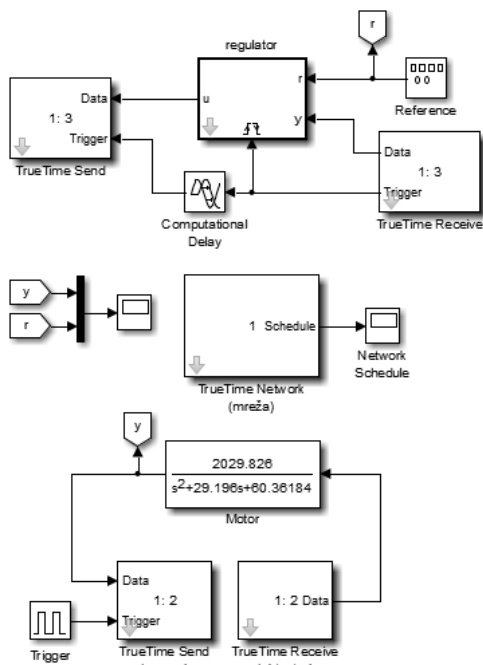 r
regulator
Data
1: 3
Trigger
TrueTime Send
u
r
y
Reference
Data
1: 3
Trigger
TrueTime Receive
Computational
Delay
y
r
1 Schedule
TrueTime Network
(mreža)
Network
Schedule
y
2029.826
s²+29.196s+60.36184
Motor
Data
1: 2
Trigger
TrueTime Send
1: 2 Data
TrueTime Receive
Trigger